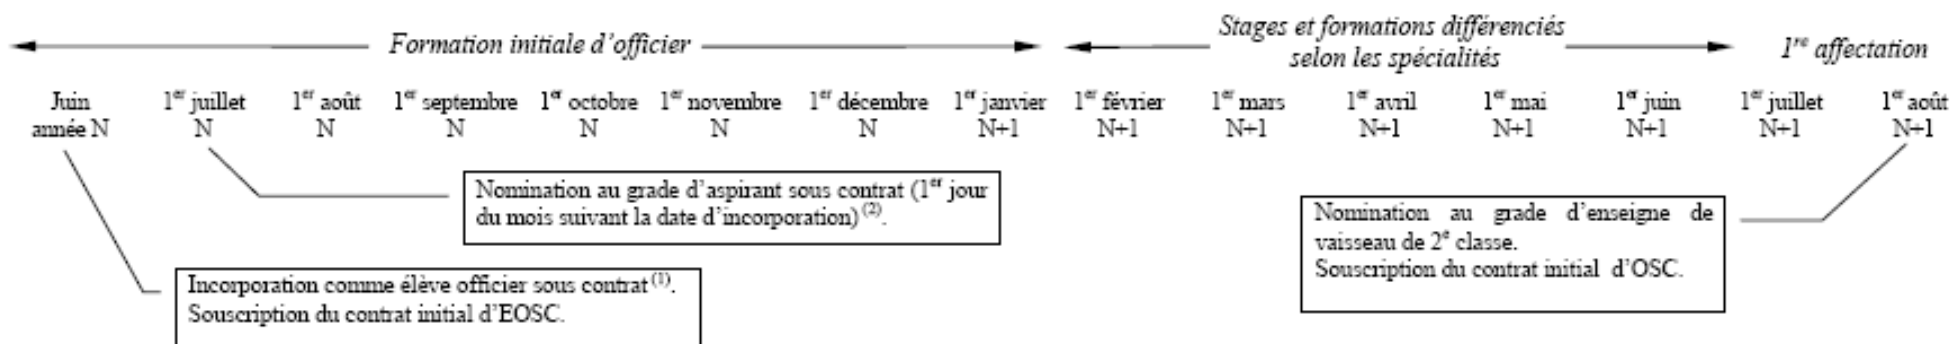 Formation initiale d’officier
Stages et formations différenciés
selon les spécialités
1re affectation
Juin
année N
1er juillet
N
1er août
N
1er septembre
N
1er octobre
N
1er novembre
N
1er décembre
N
1er janvier
N+1
1er février
N+1
1er mars
N+1
1er avril
N+1
1er mai
N+1
1er juin
N+1
1er juillet
N+1
1er août
N+1
Nomination au grade d’aspirant sous contrat (1er jour
du mois suivant la date d’incorporation) (2).
Nomination au grade d’enseigne de
vaisseau de 2e classe.
Souscription du contrat initial d’OSC.
Incorporation comme élève officier sous contrat (1).
Souscription du contrat initial d’EOSC.